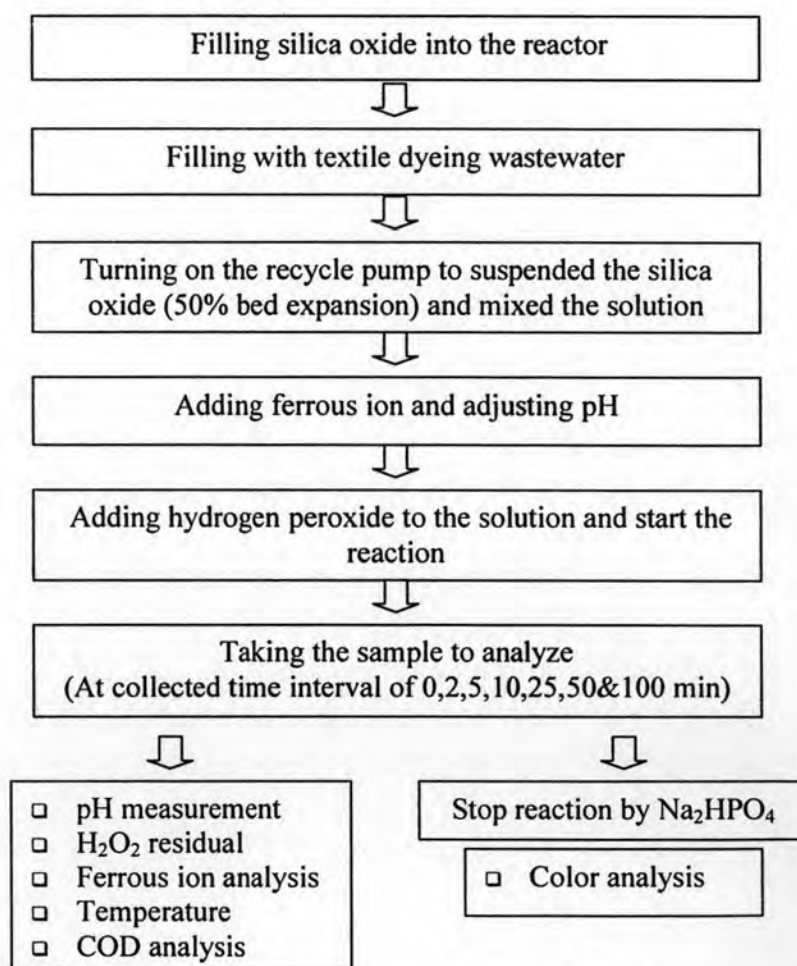 Filling silica oxide into the reactor
Filling with textile dyeing wastewater
Turning on the recycle pump to suspended the silica
oxide (50% bed expansion) and mixed the solution
Adding ferrous ion and adjusting pH
Adding hydrogen peroxide to the solution and start the
reaction
Taking the sample to analyze
(At collected time interval of 0,2,5,10,25,50&100 min)
❑ pH measurement
❑ H₂O₂ residual
❑ Ferrous ion analysis
❑ Temperature
❑ COD analysis
Stop reaction by Na₂HPO₄
❑ Color analysis